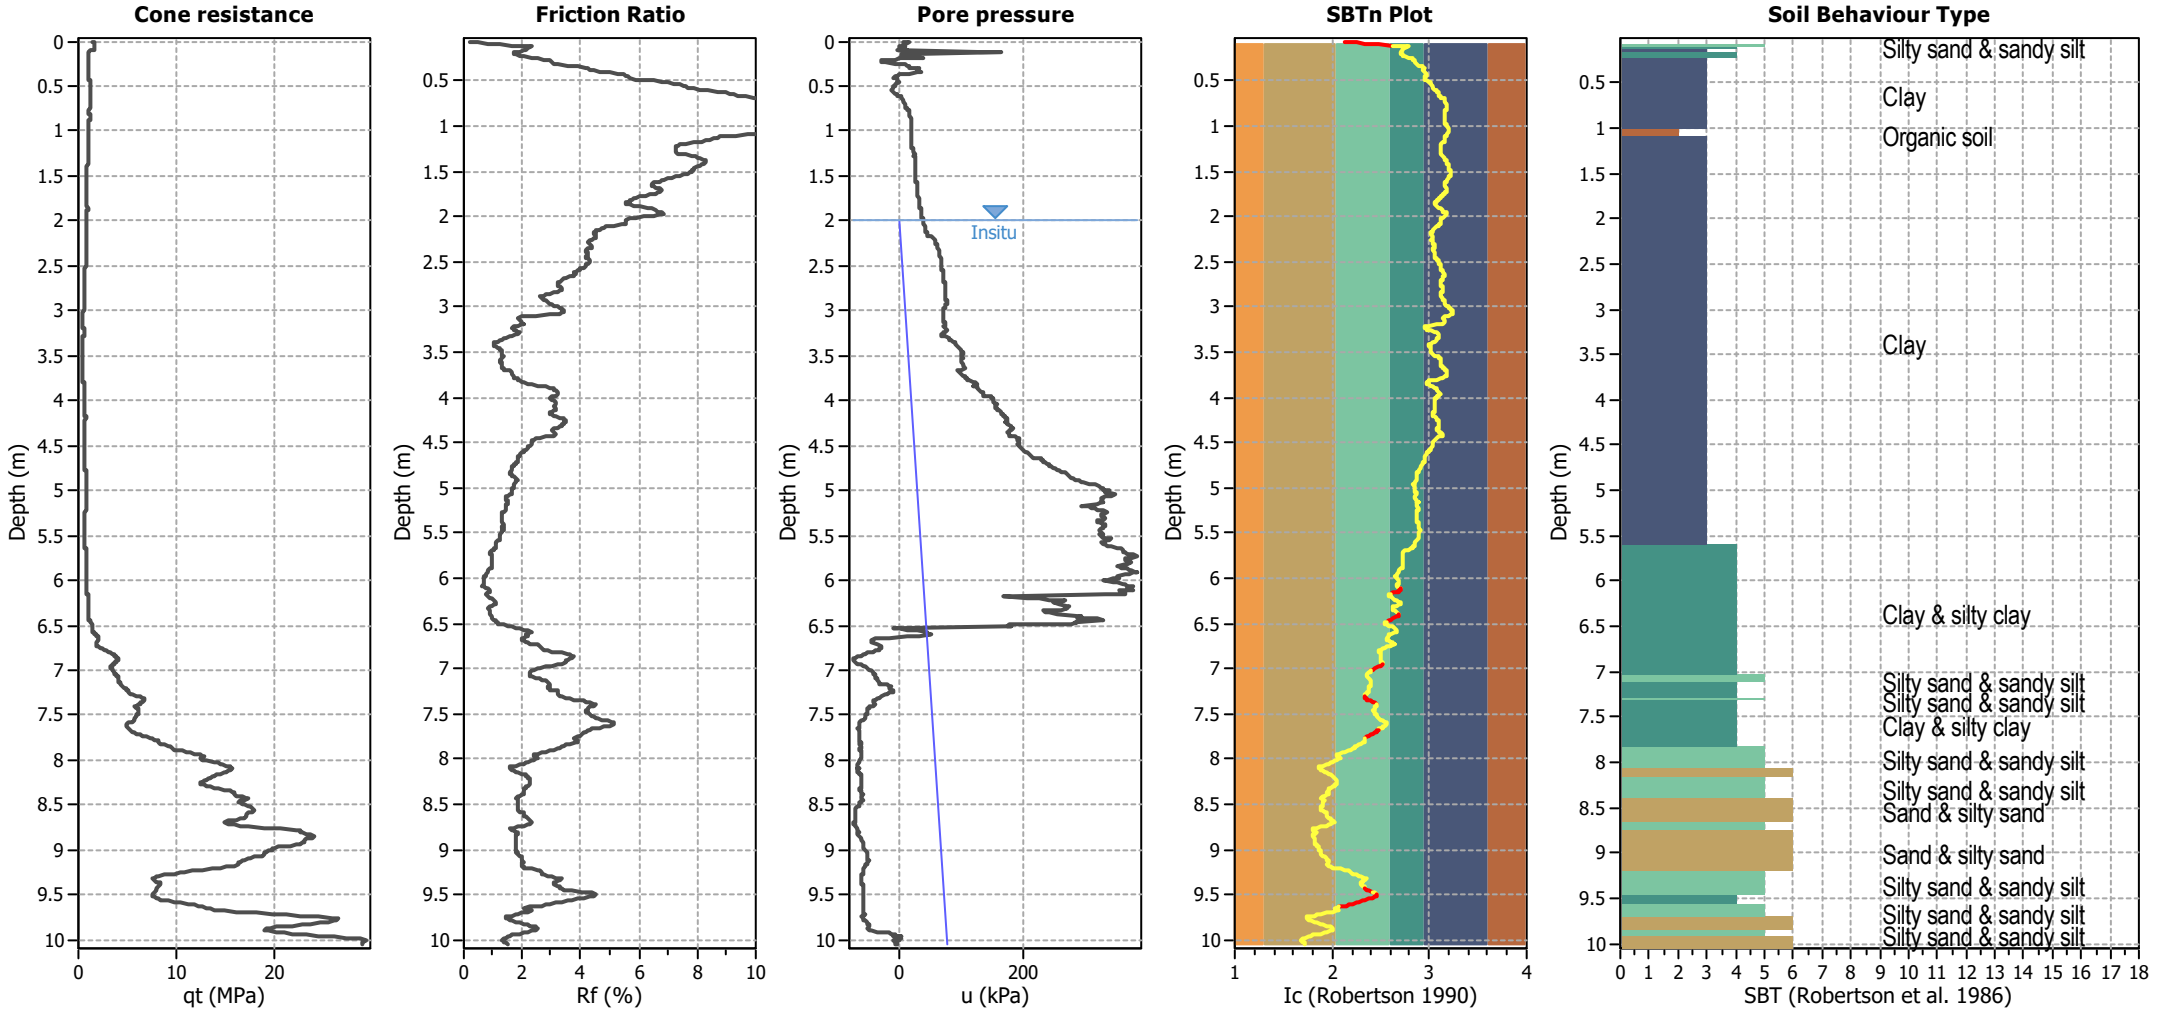 Cone resistance
Depth (m)
0
0.5
1
1.5
2
2.5
3
3.5
4
4.5
5
5.5
6
6.5
7
7.5
8
8.5
9
9.5
10
0 10 20
qt (MPa)
Friction Ratio
Depth (m)
0.5
1
1.5
2
2.5
3
3.5
4
4.5
5
5.5
6
6.5
7
7.5
8
8.5
9
9.5
10
0 2 4 6 8 10
Rf (%)
Pore pressure
Depth (m)
0
0.5
1
1.5
2
2.5
3
3.5
4
4.5
5
5.5
6
6.5
7
7.5
8
8.5
9
9.5
10
Insitu
0 200
u (kPa)
SBTn Plot
Depth (m)
0.5
1
1.5
2
2.5
3
3.5
4
4.5
5
5.5
6
6.5
7
7.5
8
8.5
9
9.5
10
1 2 3 4
Ic (Robertson 1990)
Soil Behaviour Type
Depth (m)
0.5
1
1.5
2
2.5
3
3.5
4
4.5
5
5.5
6
6.5
7
7.5
8
8.5
9
9.5
10
Silty sand & sandy silt
Clay
Organic soil
Clay
Clay & silty clay
Silty sand & sandy silt
Silty sand & sandy silt
Clay & silty clay
Silty sand & sandy silt
Silty sand & sandy silt
Sand & silty sand
Sand & silty sand
Silty sand & sandy silt
Silty sand & sandy silt
Silty sand & sandy silt
0 1 2 3 4 5 6 7 8 9 10 11 12 13 14 15 16 17 18
SBT (Robertson et al. 1986)